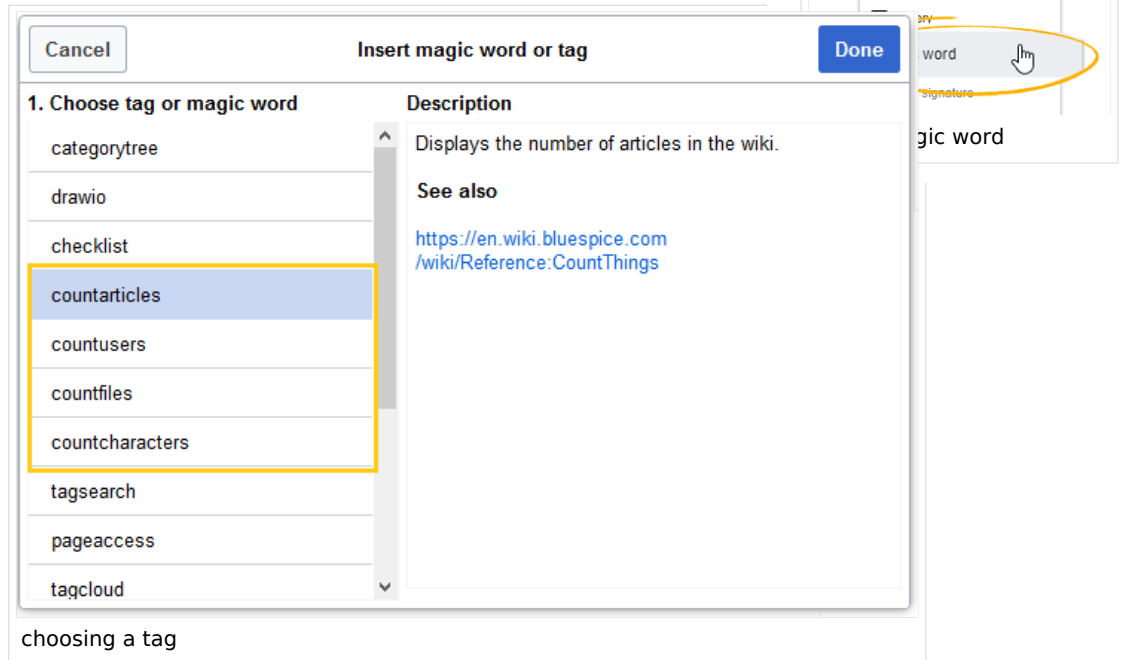 Cancel
Insert magic word or tag
Done
1. Choose tag or magic word
Description
categorytree
drawio
checklist
countarticles
countusers
countfiles
countcharacters
tagsearch
pageaccess
tagcloud
Displays the number of articles in the wiki.
See also
https://en.wiki.bluespice.com
/wiki/Reference:CountThings
word
signature
gic word
choosing a tag